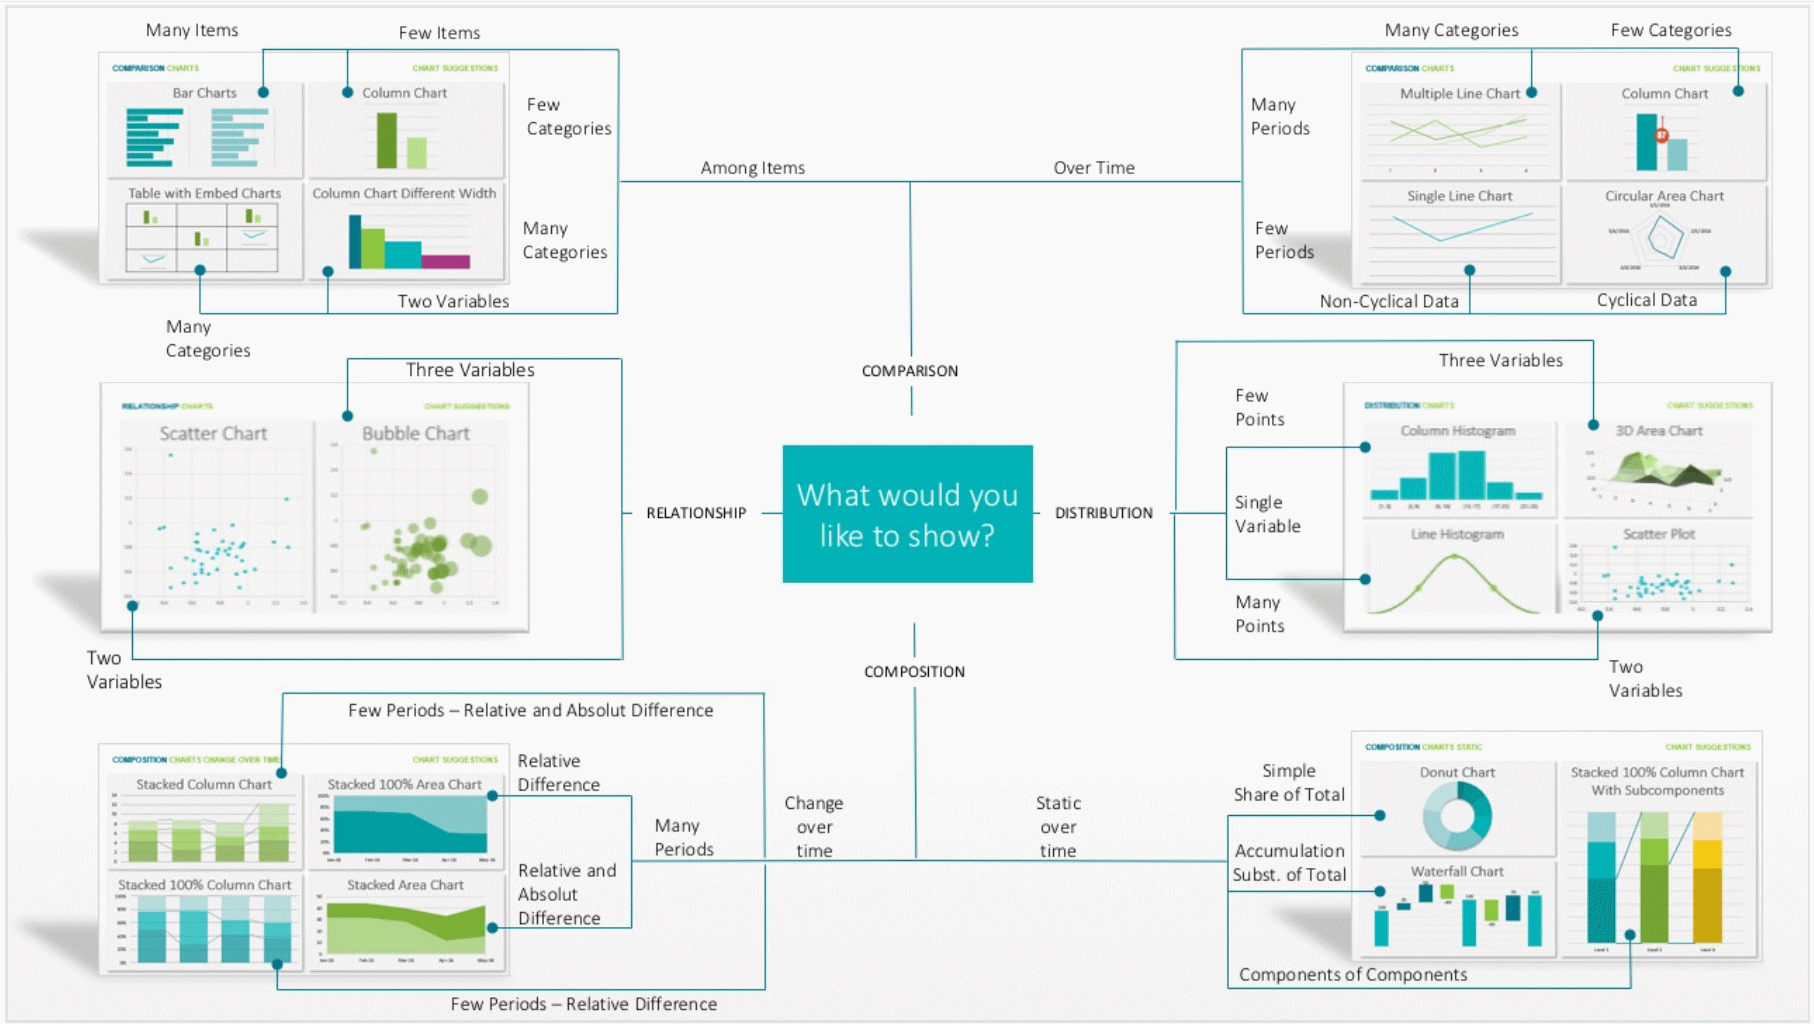 Many Items
Few Items
COMPARISON CHARTS
CHART SUGGESTIONS
Bar Charts
Column Chart
Few
Categories
Table with Embed Charts
Column Chart Different Width
Many
Categories
Two Variables
Many
Categories
Among Items
Over Time
Many Categories
Few Categories
COMPARISON CHARTS
CHART SUGGESTIONS
Many
Periods
Multiple Line Chart
Column Chart
Few
Periods
Single Line Chart
Circular Area Chart
Non-Cyclical Data
Cyclical Data
COMPARISON
Three Variables
RELATIONSHIP CHARTS
CHART SUGGESTIONS
Scatter Chart
Bubble Chart
Two
Variables
RELATIONSHIP
What would you
like to show?
DISTRIBUTION
Three Variables
Few
Points
DISTRIBUTION CHARTS
CHART SUGGESTIONS
Column Histogram
3D Area Chart
Single
Variable
Line Histogram
Scatter Plot
Many
Points
Two
Variables
COMPOSITION
Few Periods – Relative and Absolut Difference
COMPOSITION CHARTS CHANGE OVER TIME
CHART SUGGESTIONS
Stacked Column Chart
Stacked 100% Area Chart
Relative
Difference
Stacked 100% Column Chart
Stacked Area Chart
Relative and
Absolut
Difference
Many
Periods
Few Periods – Relative Difference
Change
over
time
Static
over
time
Simple
Share of Total
Accumulation
Subst. of Total
COMPOSITION CHARTS STATIC
CHART SUGGESTIONS
Donut Chart
Stacked 100% Column Chart
With Subcomponents
Waterfall Chart
Components of Components